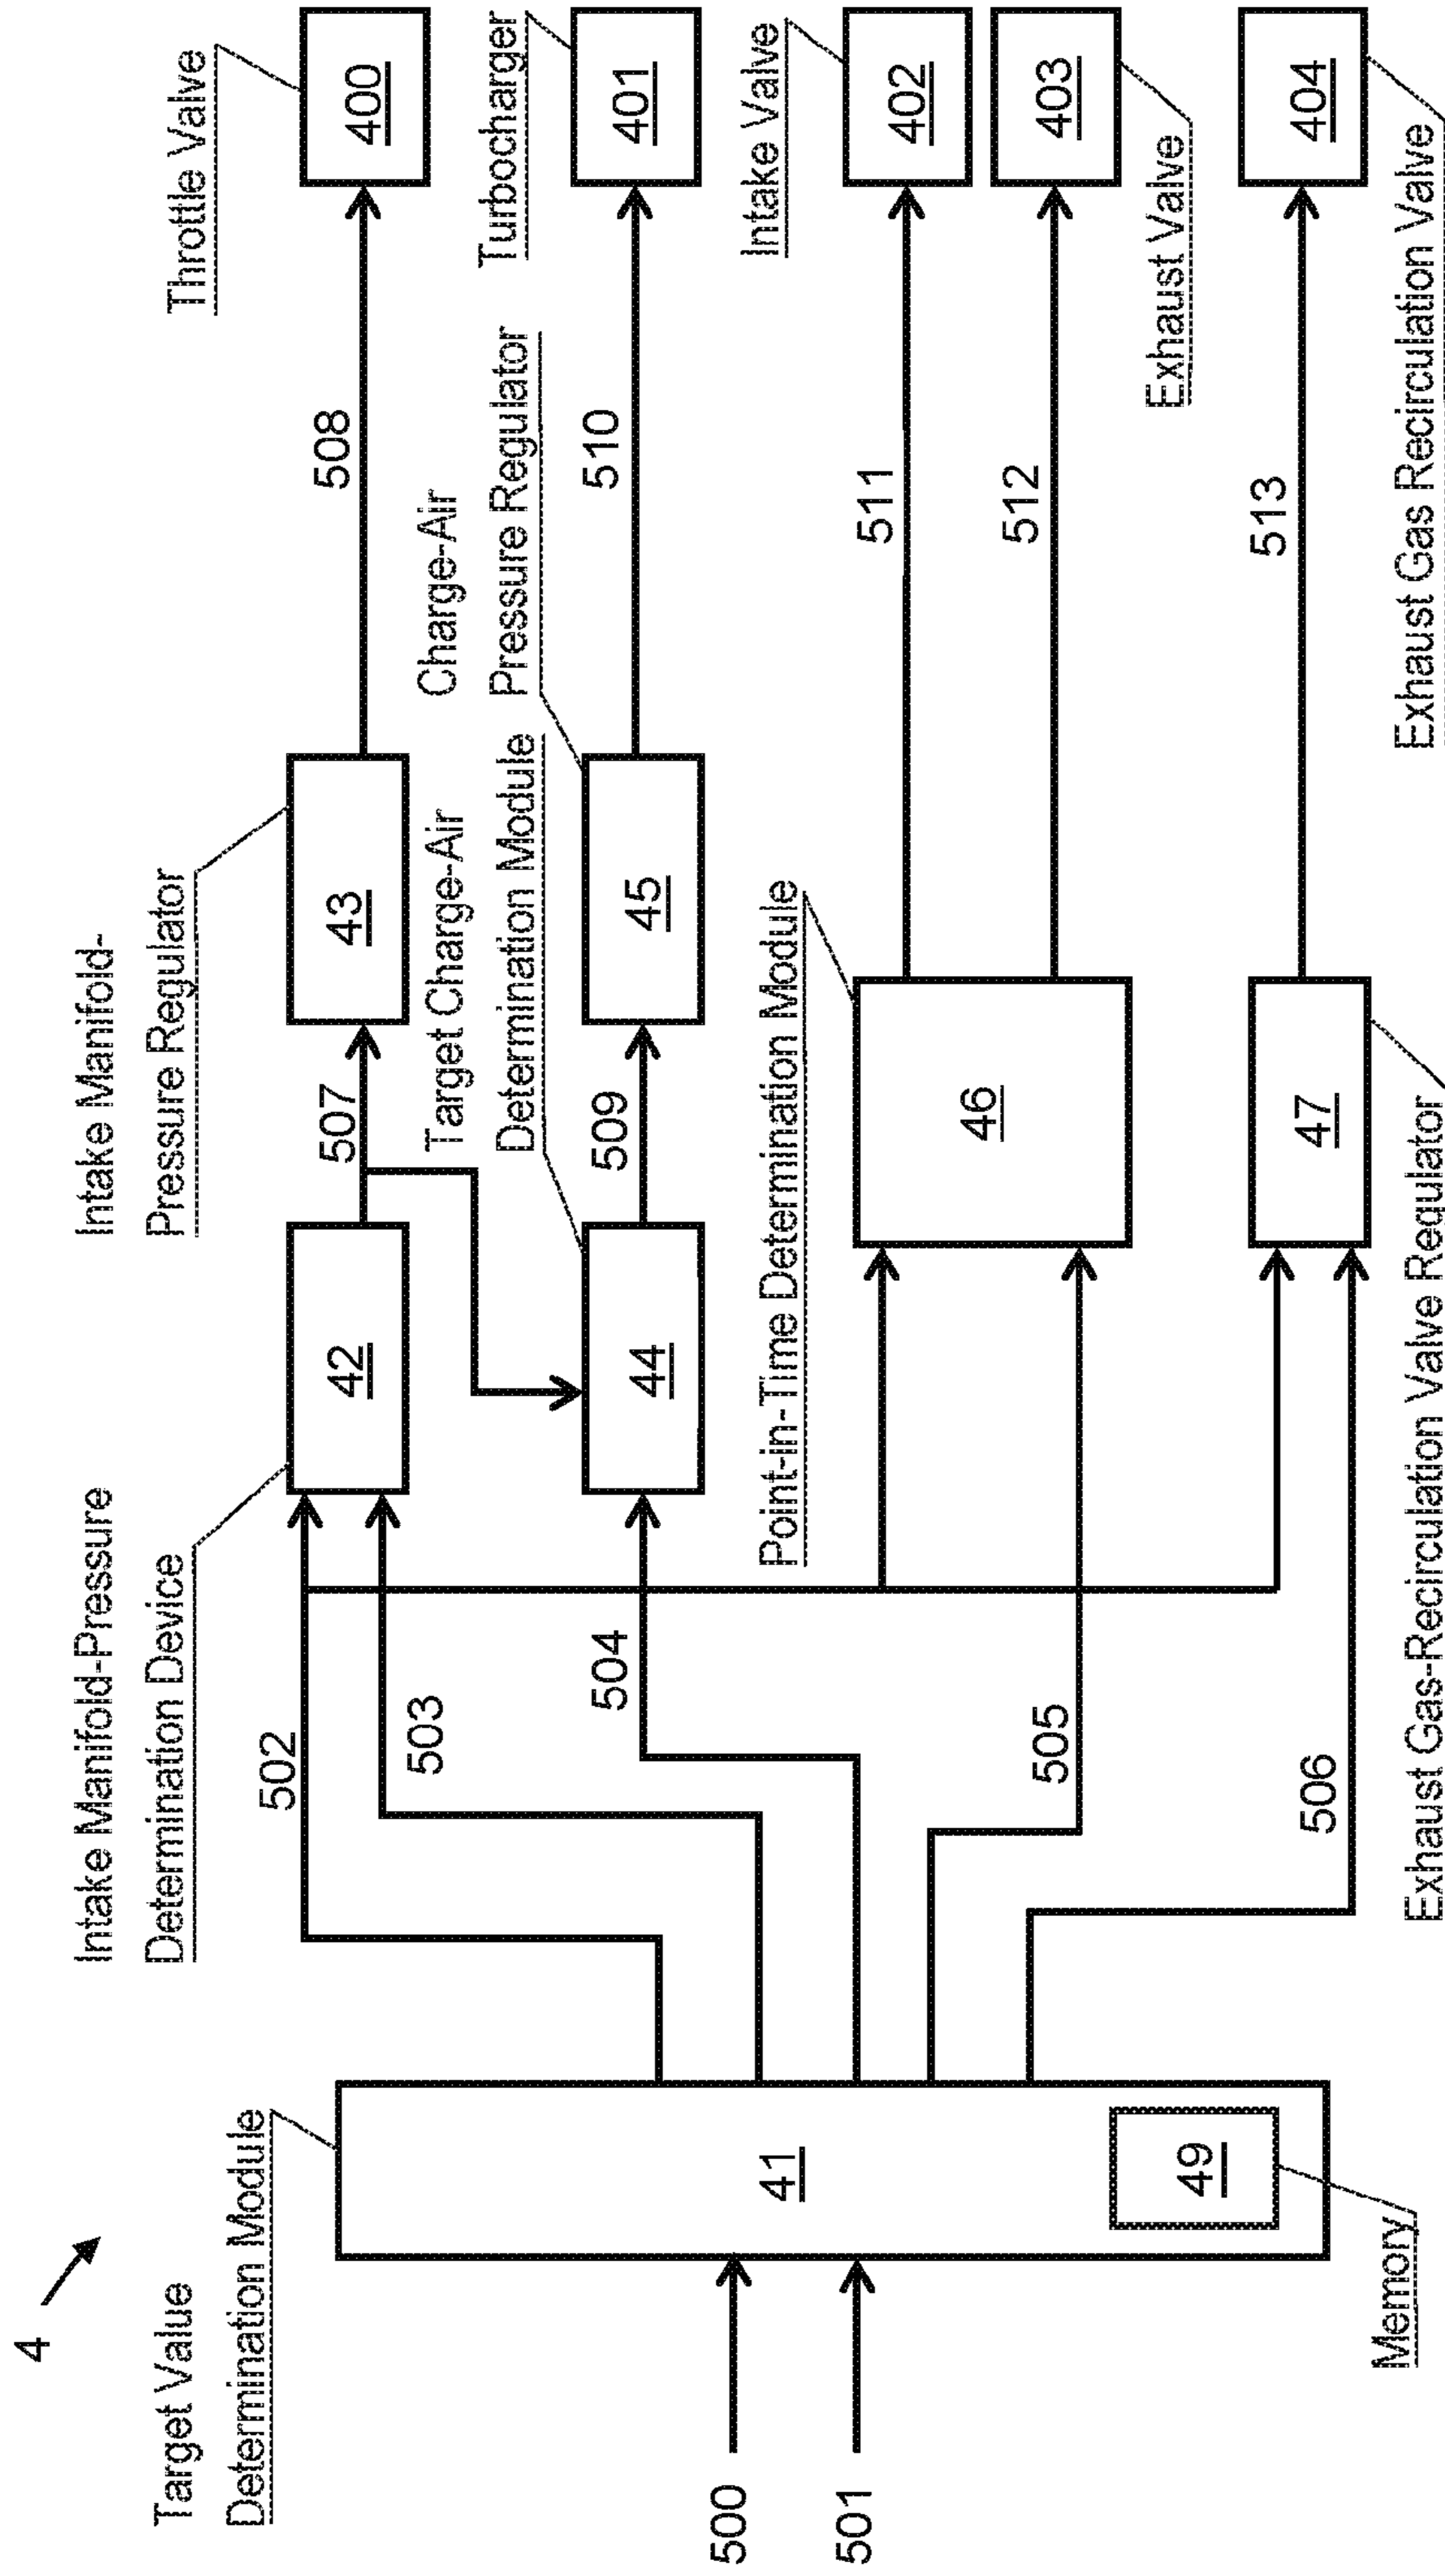 4
Target Value
Determination Module
500
501
41
49
Memory
502
503
504
505
506
Intake Manifold-Pressure
Determination Device
42
507
Intake Manifold-
Pressure Regulator
43
508
Throttle Valve
400
Target Charge-Air
Determination Module
44
509
Charge-Air
Pressure Regulator
45
510
Turbocharger
401
Point-in-Time Determination Module
46
511
Intake Valve
402
512
403
Exhaust Valve
Exhaust Gas-Recirculation Valve Regulator
47
513
404
Exhaust Gas Recirculation Valve